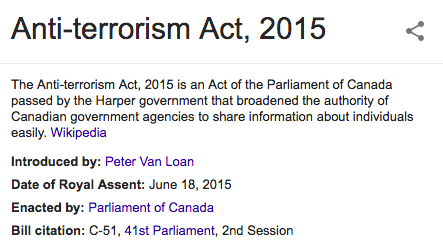 Anti-terrorism Act, 2015
The Anti-terrorism Act, 2015 is an Act of the Parliament of Canada
passed by the Harper government that broadened the authority of
Canadian government agencies to share information about individuals
easily. Wikipedia
Introduced by: Peter Van Loan
Date of Royal Assent: June 18, 2015
Enacted by: Parliament of Canada
Bill citation: C-51, 41st Parliament, 2nd Session